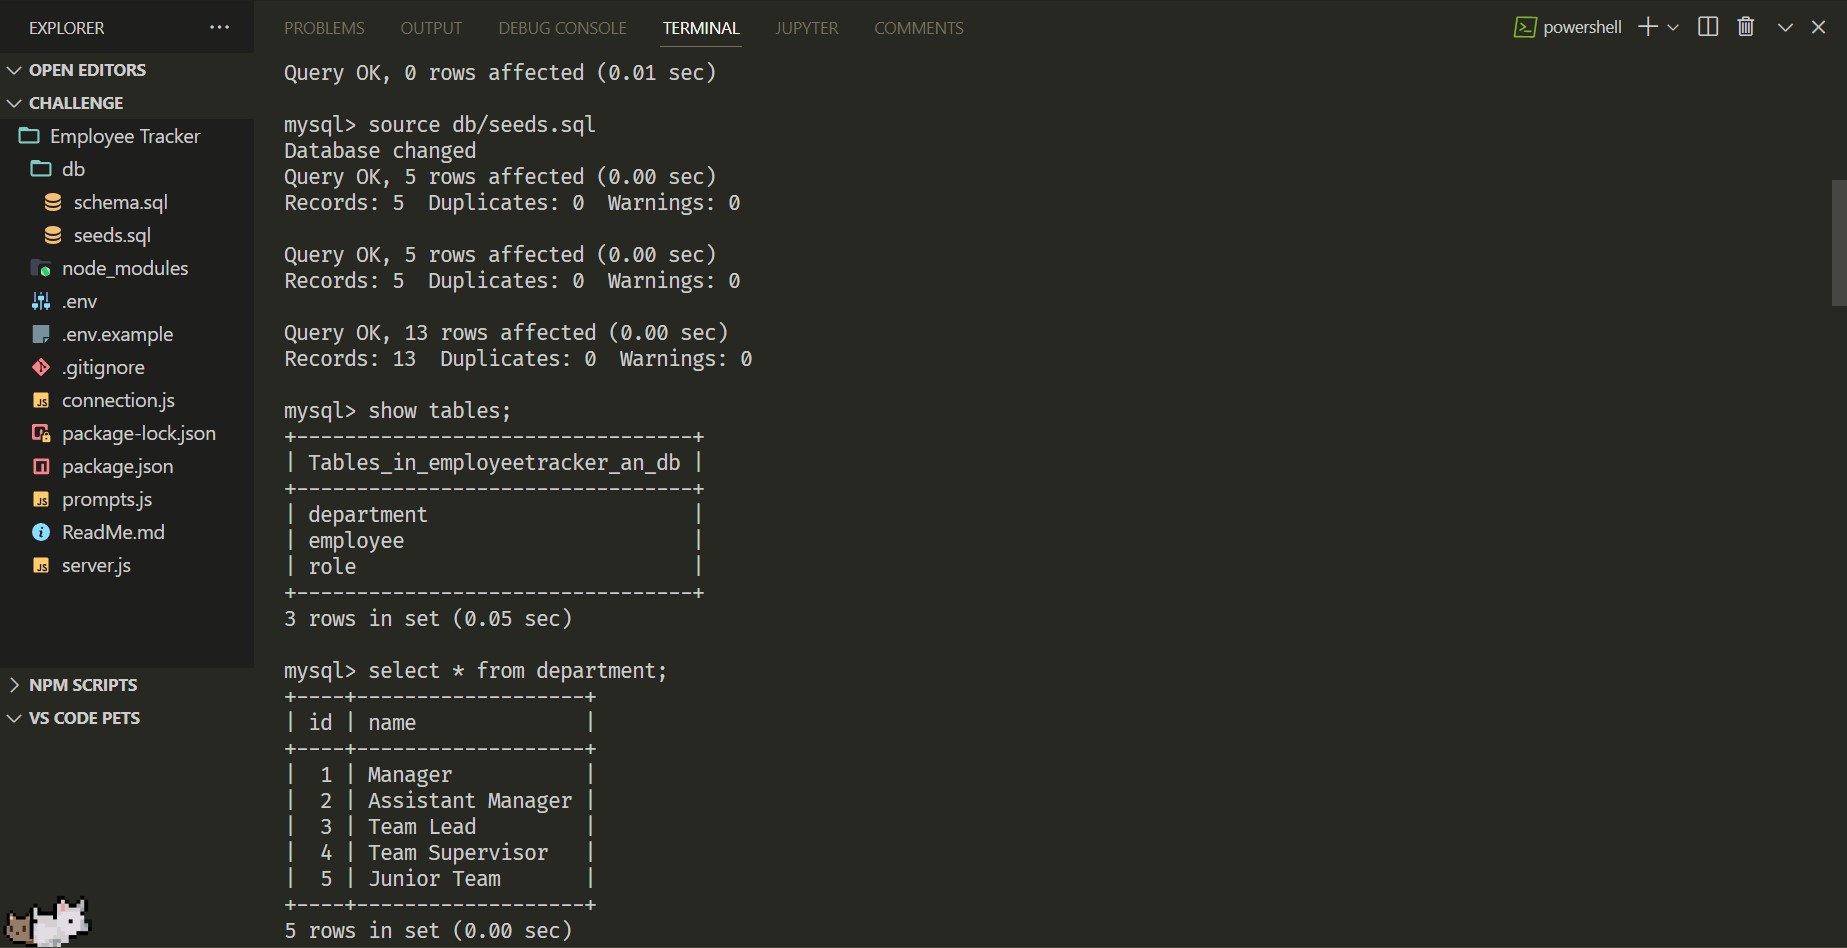 EXPLORER
PROBLEMS OUTPUT DEBUG CONSOLE TERMINAL JUPYTER COMMENTS
powershell
OPEN EDITORS
CHALLENGE
Employee Tracker
db
schema.sql
seeds.sql
node_modules
.env
.env.example
.gitignore
connection.js
package-lock.json
package.json
prompts.js
ReadMe.md
server.js
NPM SCRIPTS
VS CODE PETS
Query OK, 0 rows affected (0.01 sec)
mysql> source db/seeds.sql
Database changed
Query OK, 5 rows affected (0.00 sec)
Records: 5  Duplicates: 0  Warnings: 0
Query OK, 5 rows affected (0.00 sec)
Records: 5  Duplicates: 0  Warnings: 0
Query OK, 13 rows affected (0.00 sec)
Records: 13  Duplicates: 0  Warnings: 0
mysql> show tables;
+---------------------------------+
| Tables_in_employeetracker_an_db |
+---------------------------------+
| department                      |
| employee                        |
| role                            |
+---------------------------------+
3 rows in set (0.05 sec)
mysql> select * from department;
+----+-------------------+
| id | name              |
+----+-------------------+
|  1 | Manager           |
|  2 | Assistant Manager |
|  3 | Team Lead         |
|  4 | Team Supervisor   |
|  5 | Junior Team       |
+----+-------------------+
5 rows in set (0.00 sec)